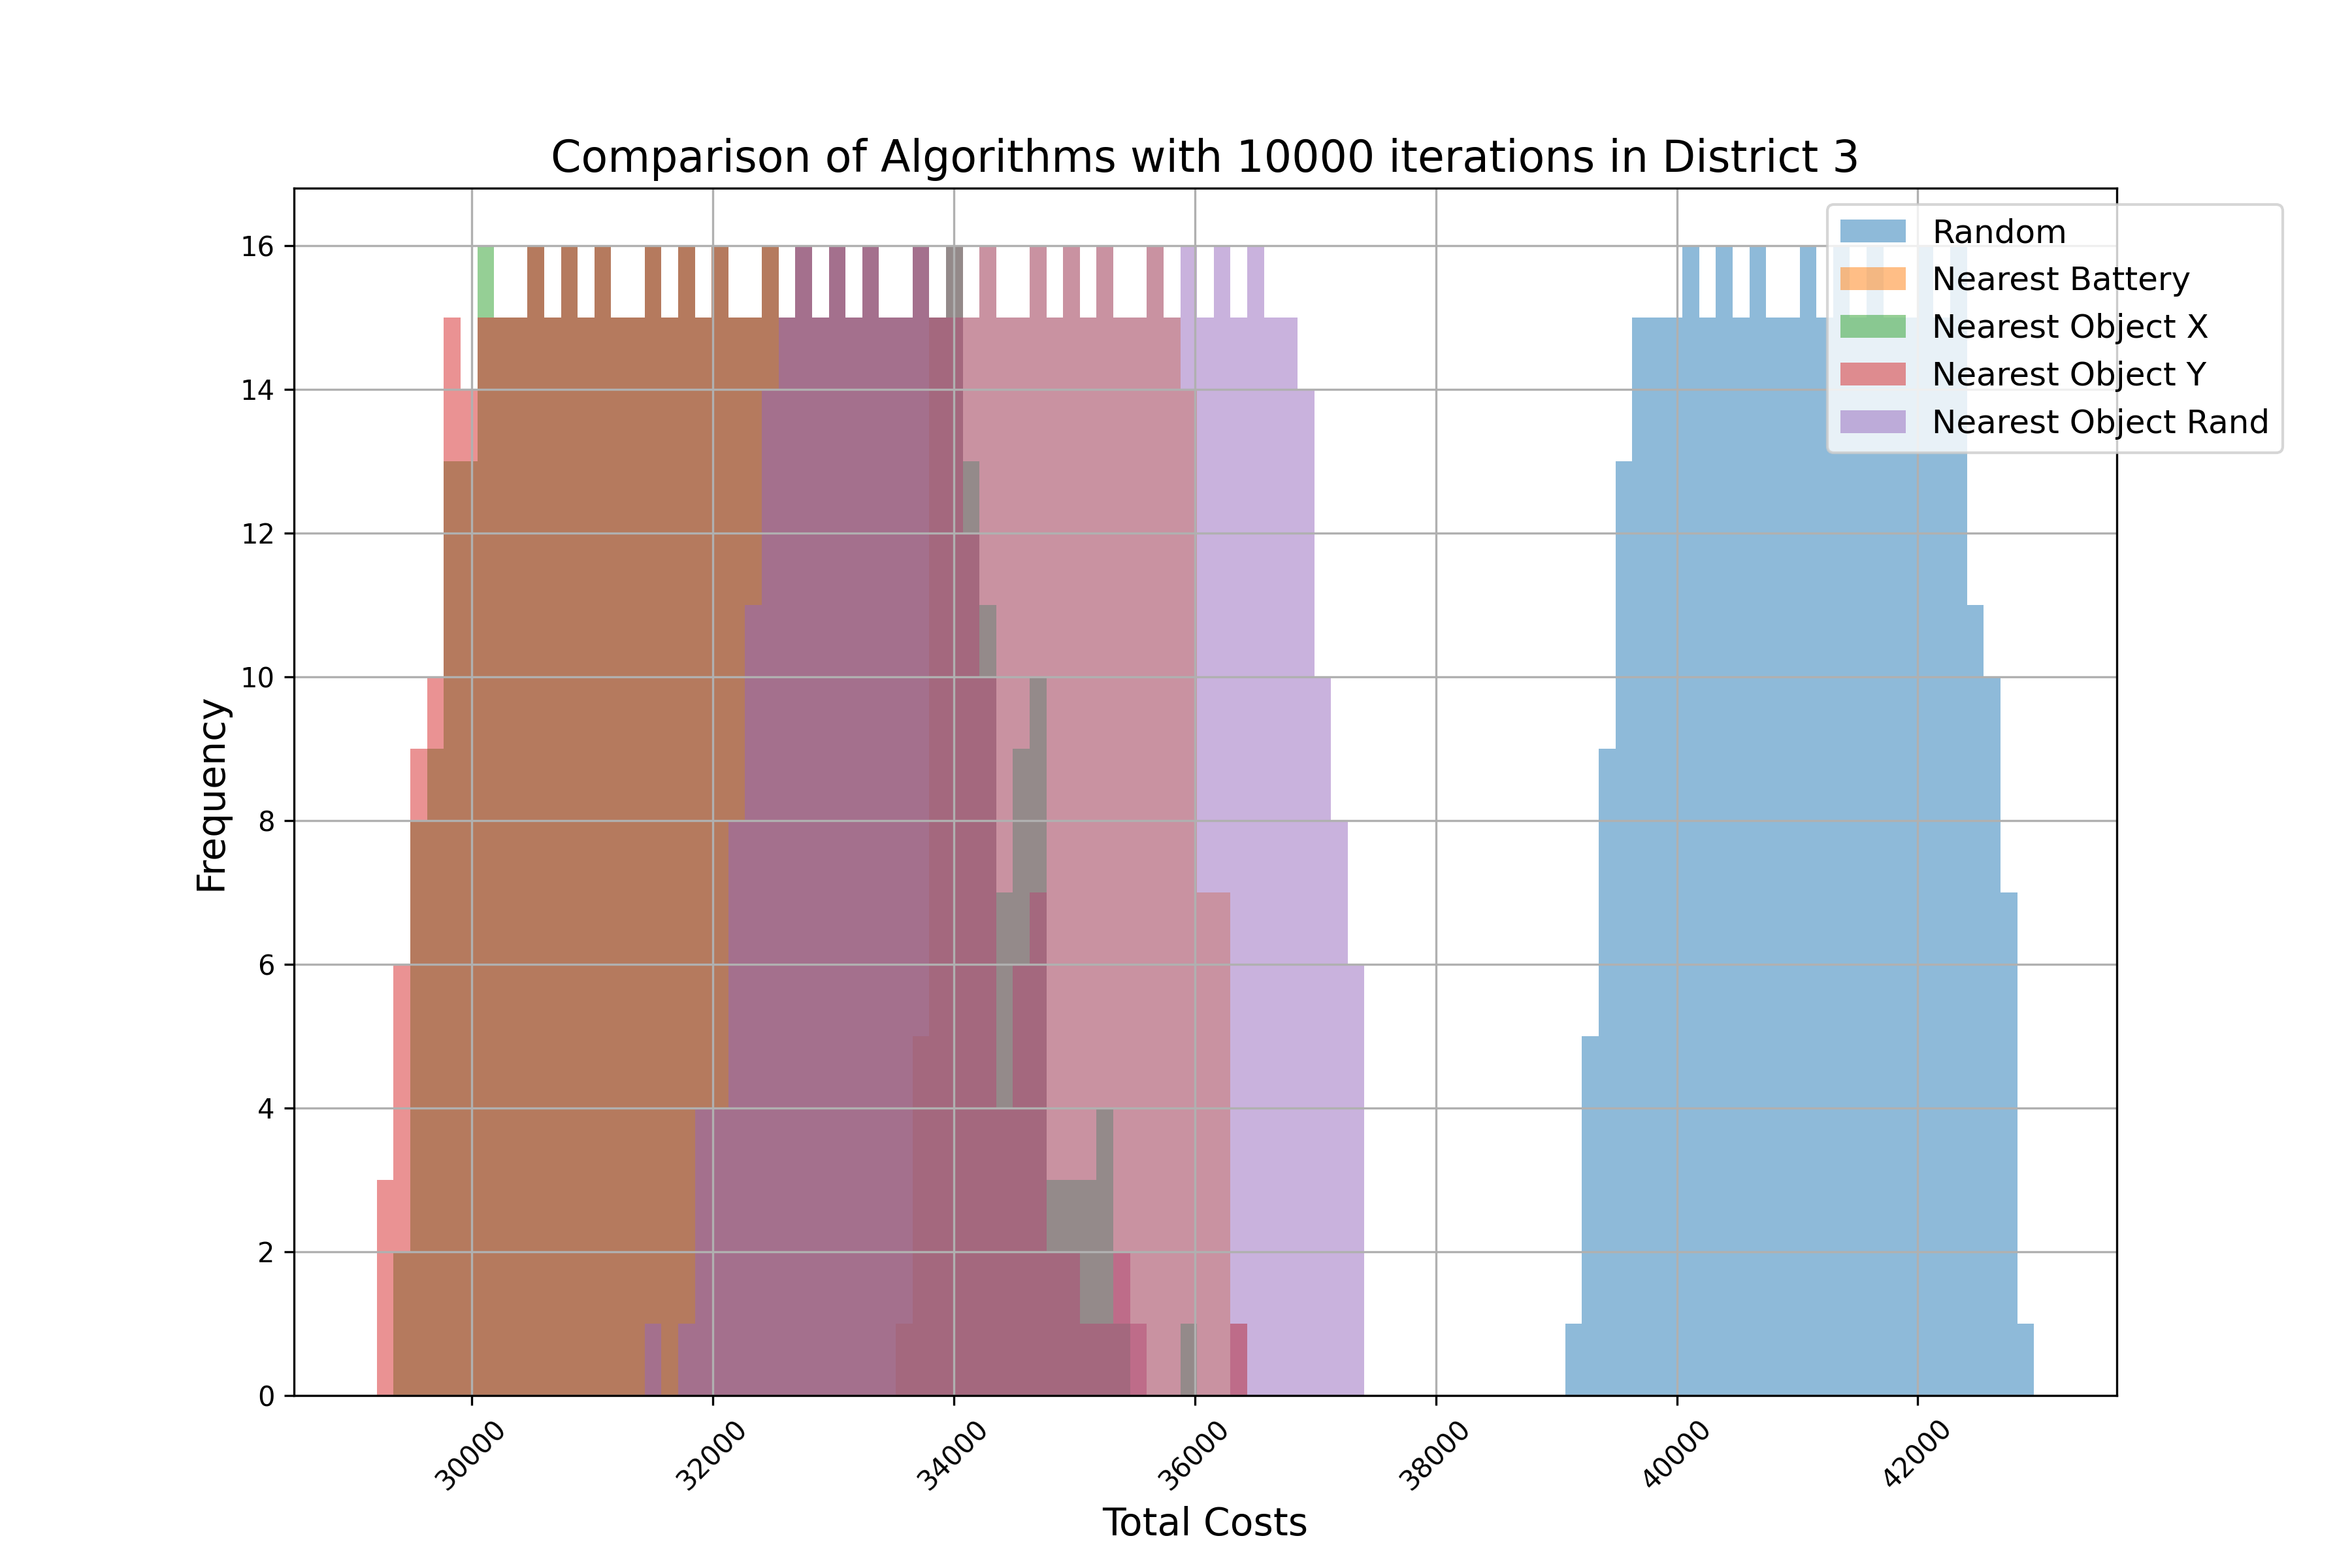 Comparison of Algorithms with 10000 iterations in District 3
Random
Nearest Battery
Nearest Object X
Nearest Object Y
Nearest Object Rand
Frequency
16
14
12
10
8
6
4
2
0
30000
32000
34000
36000
38000
40000
42000
Total Costs